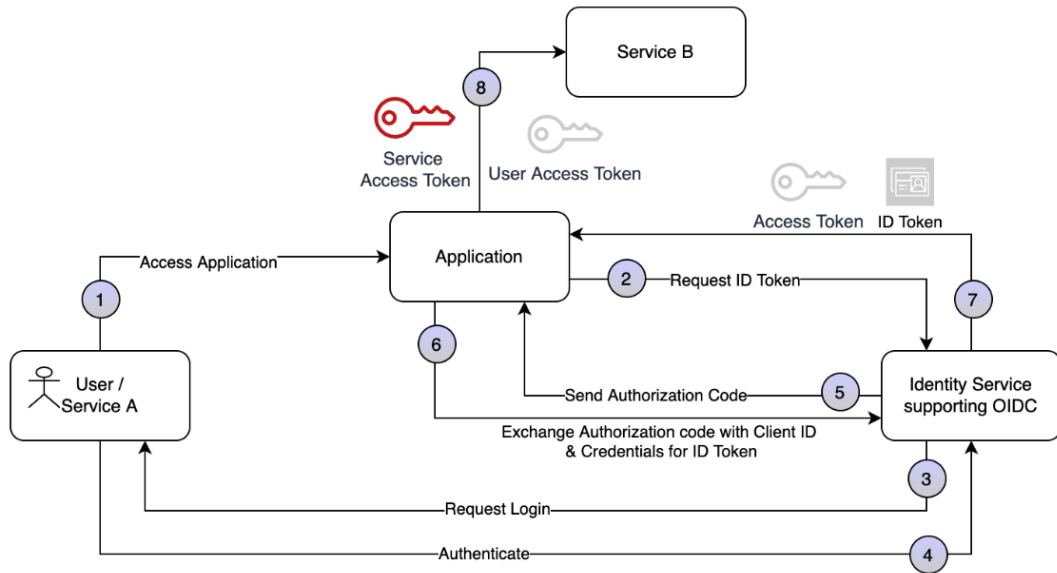 Service B
8
Service
Access Token
User Access Token
Access Token
ID Token
Application
Access Application
2
Request ID Token
1
6
7
User /
Service A
Send Authorization Code
5
Identity Service
supporting OIDC
Exchange Authorization code with Client ID
& Credentials for ID Token
3
Request Login
Authenticate
4